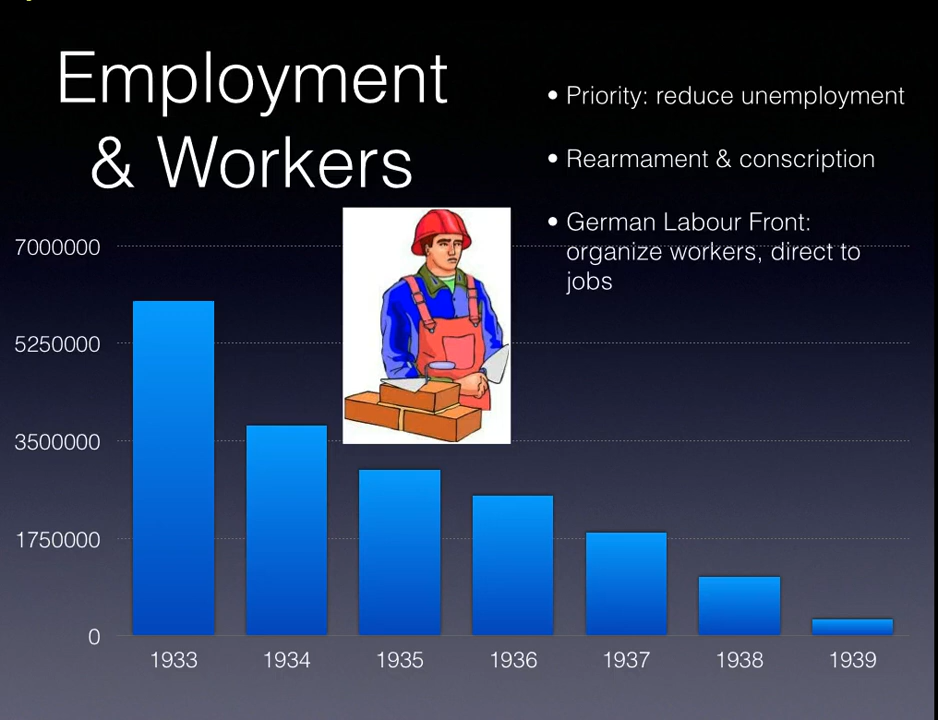 Employment
& Workers
• Priority: reduce unemployment
• Rearmament & conscription
• German Labour Front:
organize workers, direct to
jobs
7000000
5250000
3500000
1750000
0
1933 1934 1935 1936 1937 1938 1939